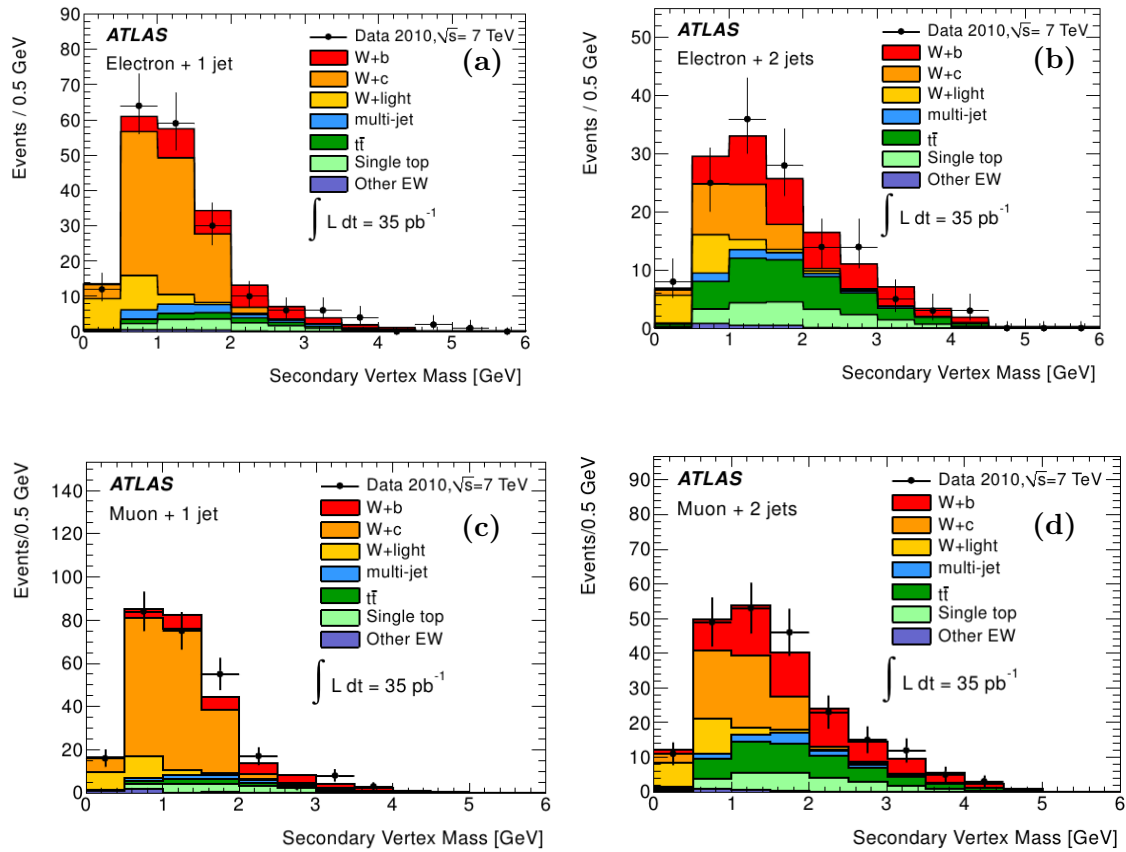 ATLAS
Electron + 1 jet
Data 2010,√s= 7 TeV
W+b
W+c
W+light
multi-jet
tt̄
Single top
Other EW
∫ L dt = 35 pb⁻¹
(a)
Events / 0.5 GeV
90
80
70
60
50
40
30
20
10
0
0 1 2 3 4 5 6
Secondary Vertex Mass [GeV]
ATLAS
Electron + 2 jets
Data 2010,√s= 7 TeV
W+b
W+c
W+light
multi-jet
tt̄
Single top
Other EW
∫ L dt = 35 pb⁻¹
(b)
Events / 0.5 GeV
50
40
30
20
10
0
0 1 2 3 4 5 6
Secondary Vertex Mass [GeV]
ATLAS
Muon + 1 jet
Data 2010,√s=7 TeV
W+b
W+c
W+light
multi-jet
tt̄
Single top
Other EW
∫ L dt = 35 pb⁻¹
(c)
Events/0.5 GeV
140
120
100
80
60
40
20
0
0 1 2 3 4 5 6
Secondary Vertex Mass [GeV]
ATLAS
Muon + 2 jets
Data 2010,√s=7 TeV
W+b
W+c
W+light
multi-jet
tt̄
Single top
Other EW
∫ L dt = 35 pb⁻¹
(d)
Events/0.5 GeV
90
80
70
60
50
40
30
20
10
0
0 1 2 3 4 5 6
Secondary Vertex Mass [GeV]